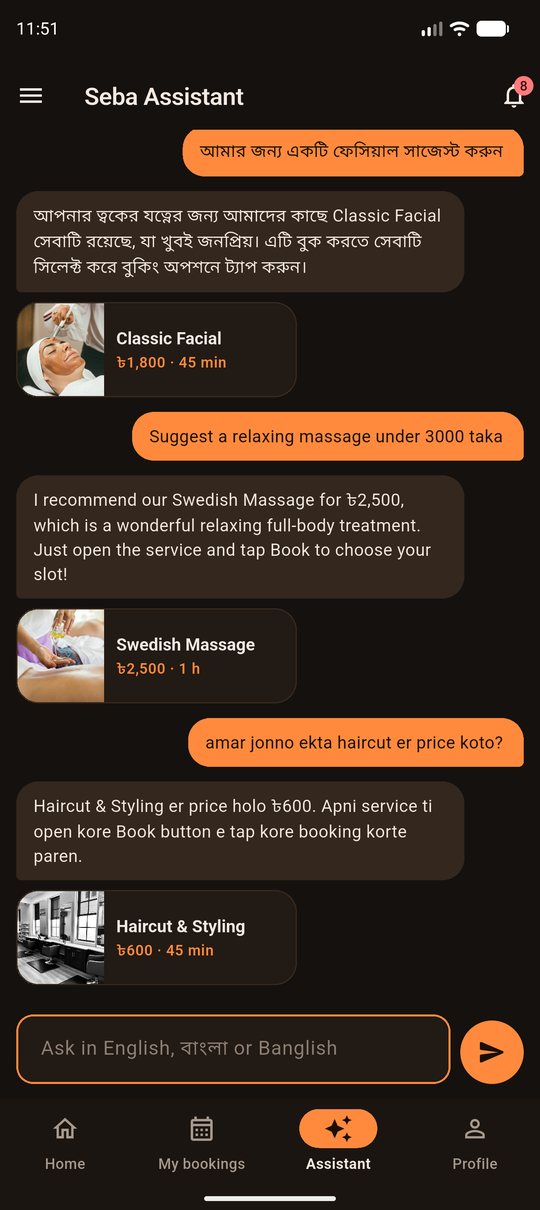 11:51
Seba Assistant
8
আমার জন্য একটি ফেসিয়াল সাজেস্ট করুন
আপনার ত্বকের যত্নের জন্য আমাদের কাছে Classic Facial
সেবাটি রয়েছে, যা খুবই জনপ্রিয়। এটি বুক করতে সেবাটি
সিলেক্ট করে বুকিং অপশনে ট্যাপ করুন।
Classic Facial
৳1,800 · 45 min
Suggest a relaxing massage under 3000 taka
I recommend our Swedish Massage for ৳2,500,
which is a wonderful relaxing full-body treatment.
Just open the service and tap Book to choose your
slot!
Swedish Massage
৳2,500 · 1 h
amar jonno ekta haircut er price koto?
Haircut & Styling er price holo ৳600. Apni service ti
open kore Book button e tap kore booking korte
paren.
Haircut & Styling
৳600 · 45 min
Ask in English, বাংলা or Banglish
Home
My bookings
Assistant
Profile